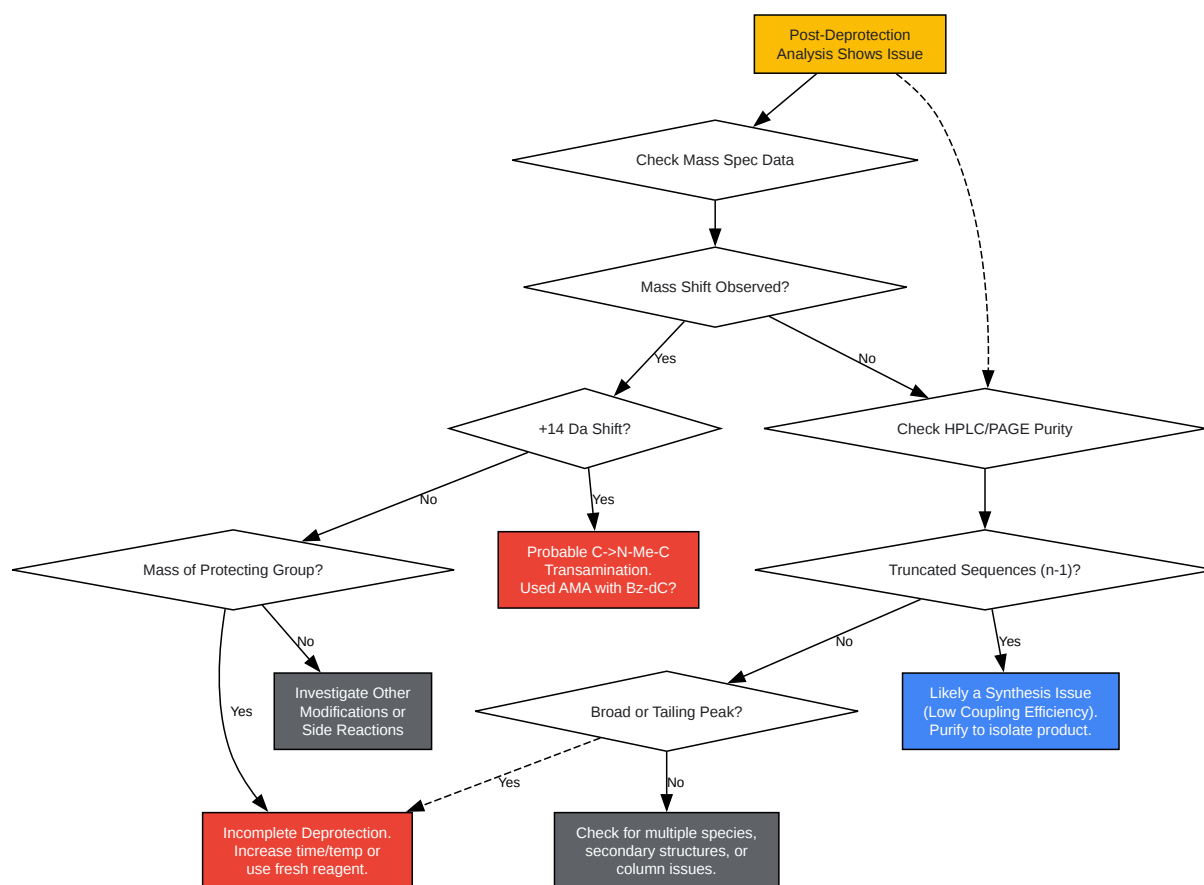 Post-Deprotection
Analysis Shows Issue
Check Mass Spec Data
Mass Shift Observed?
Yes
No
+14 Da Shift?
Check HPLC/PAGE Purity
No
Yes
Mass of Protecting Group?
Probable C->N-Me-C
Transamination.
Used AMA with Bz-dC?
Truncated Sequences (n-1)?
No
No
Yes
Yes
Investigate Other
Modifications or
Side Reactions
Broad or Tailing Peak?
Likely a Synthesis Issue
(Low Coupling Efficiency).
Purify to isolate product.
Yes
No
Incomplete Deprotection.
Increase time/temp or
use fresh reagent.
Check for multiple species,
secondary structures, or
column issues.